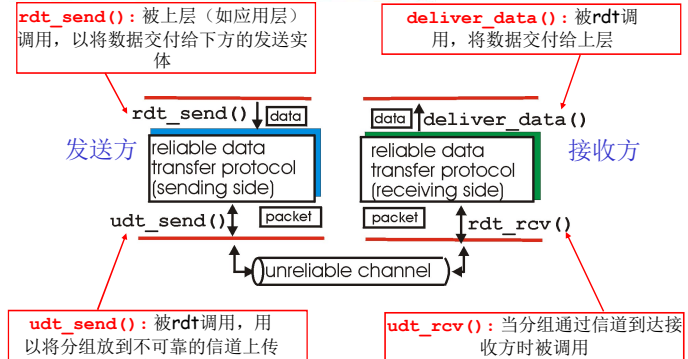 rdt_send(): 被上层（如应用层）
调用，以将数据交付给下方的发送实
体
deliver_data(): 被rdt调
用，将数据交付给上层
rdt_send()
data
data
deliver_data()
发送方
reliable data
transfer protocol
(sending side)
reliable data
transfer protocol
(receiving side)
接收方
udt_send()
packet
packet
rdt_rcv()
unreliable channel
udt_send(): 被rdt调用，用
以将分组放到不可靠的信道上传
udt_rcv(): 当分组通过信道到达接
收方时被调用